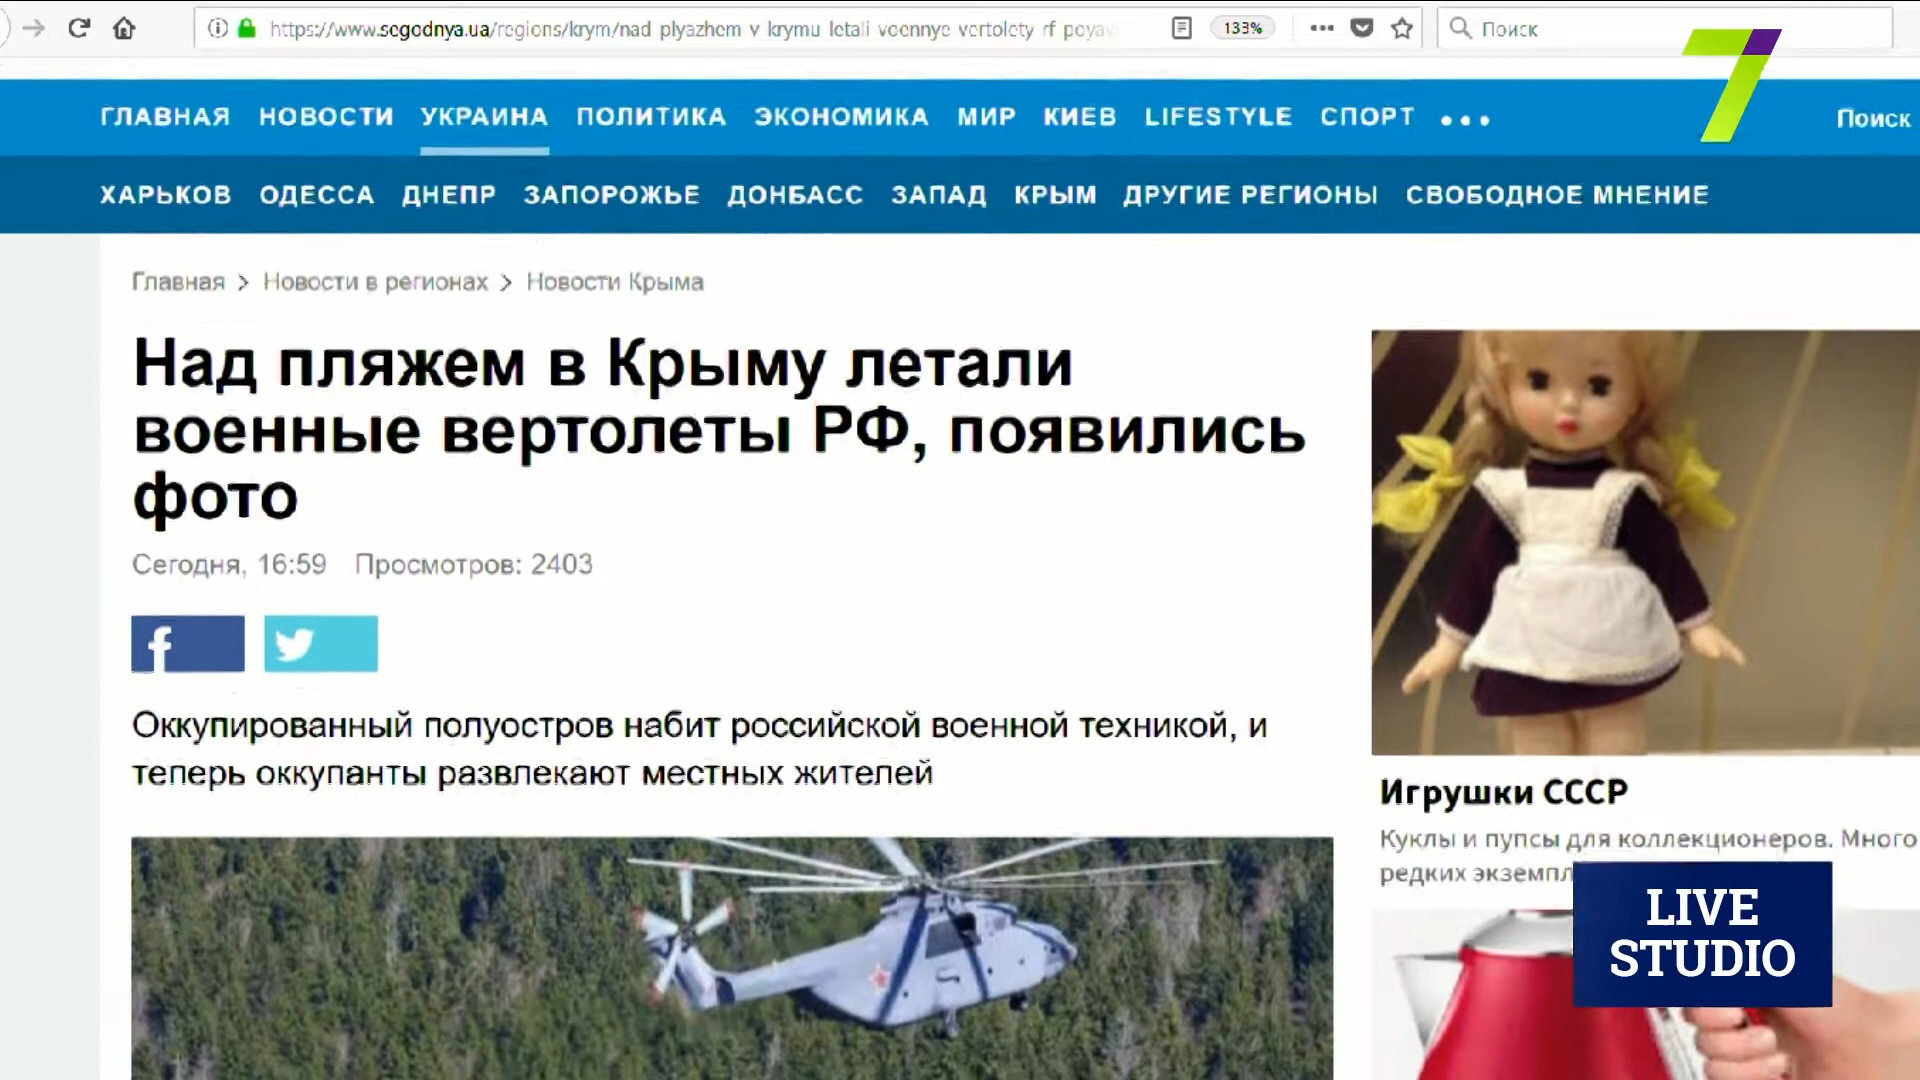 https://www.segodnya.ua/regions/krym/nad plyazhem v krymu letali voennye vertolety rf poyav
133%
Поиск
7
ГЛАВНАЯ НОВОСТИ УКРАИНА ПОЛИТИКА ЭКОНОМИКА МИР КИЕВ LIFESTYLE СПОРТ ••• Поиск
ХАРЬКОВ ОДЕССА ДНЕПР ЗАПОРОЖЬЕ ДОНБАСС ЗАПАД КРЫМ ДРУГИЕ РЕГИОНЫ СВОБОДНОЕ МНЕНИЕ
Главная > Новости в регионах > Новости Крыма
Над пляжем в Крыму летали
военные вертолеты РФ, появились
фото
Сегодня, 16:59 Просмотров: 2403
Оккупированный полуостров набит российской военной техникой, и
теперь оккупанты развлекают местных жителей
Игрушки СССР
Куклы и пупсы для коллекционеров. Много
редких экземпл
LIVE
STUDIO